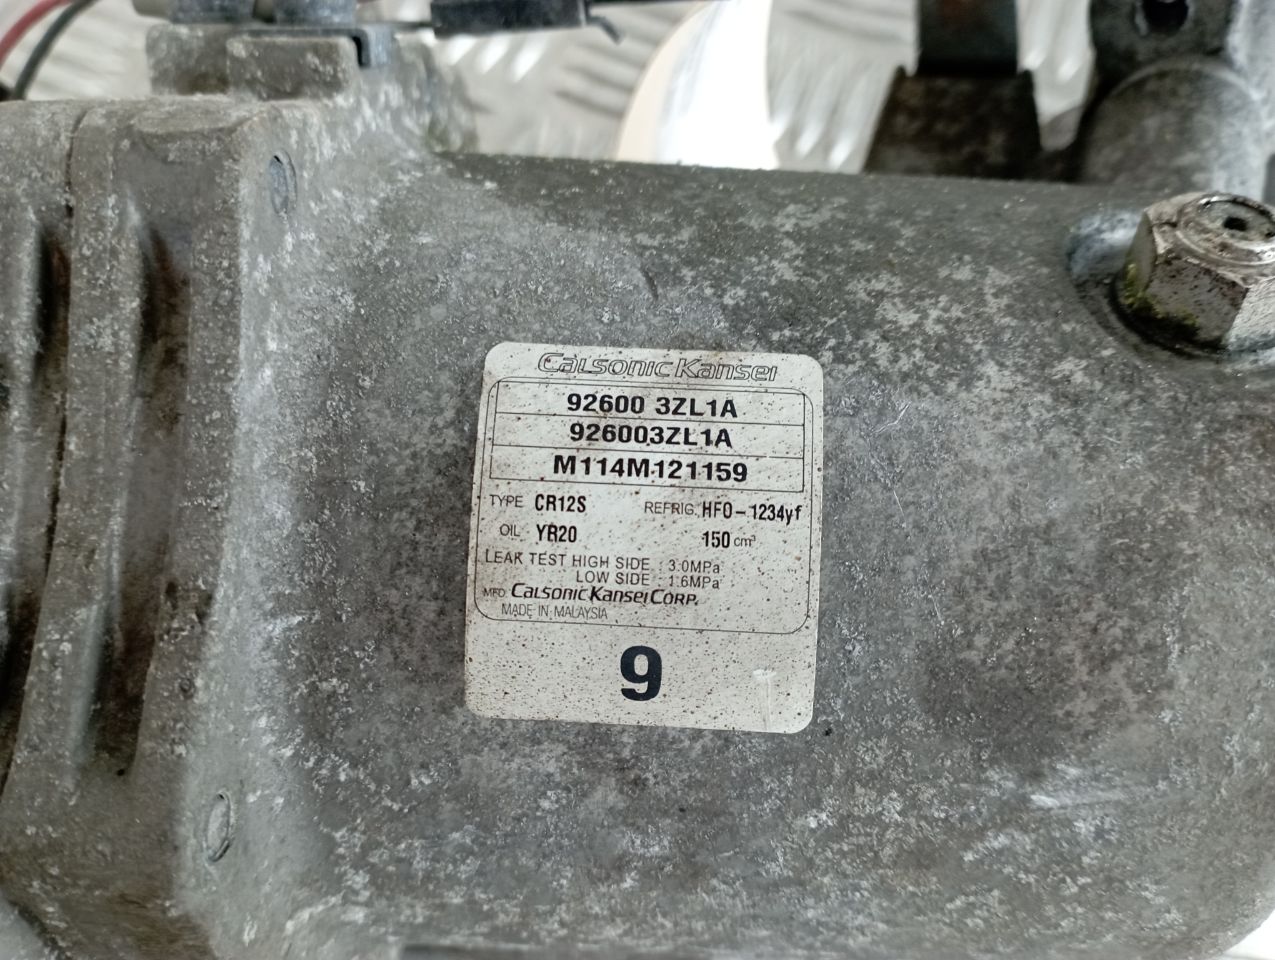 Calsonic Kansei
92600 3ZL1A
926003ZL1A
M114M121159
TYPE CR12S REFRIG. HFO-1234yf
OIL YR20 150 cm³
LEAK TEST HIGH SIDE : 3.0MPa
LOW SIDE : 1.6MPa
MFD. CALSONIC KANSEI CORP.
MADE IN MALAYSIA
9